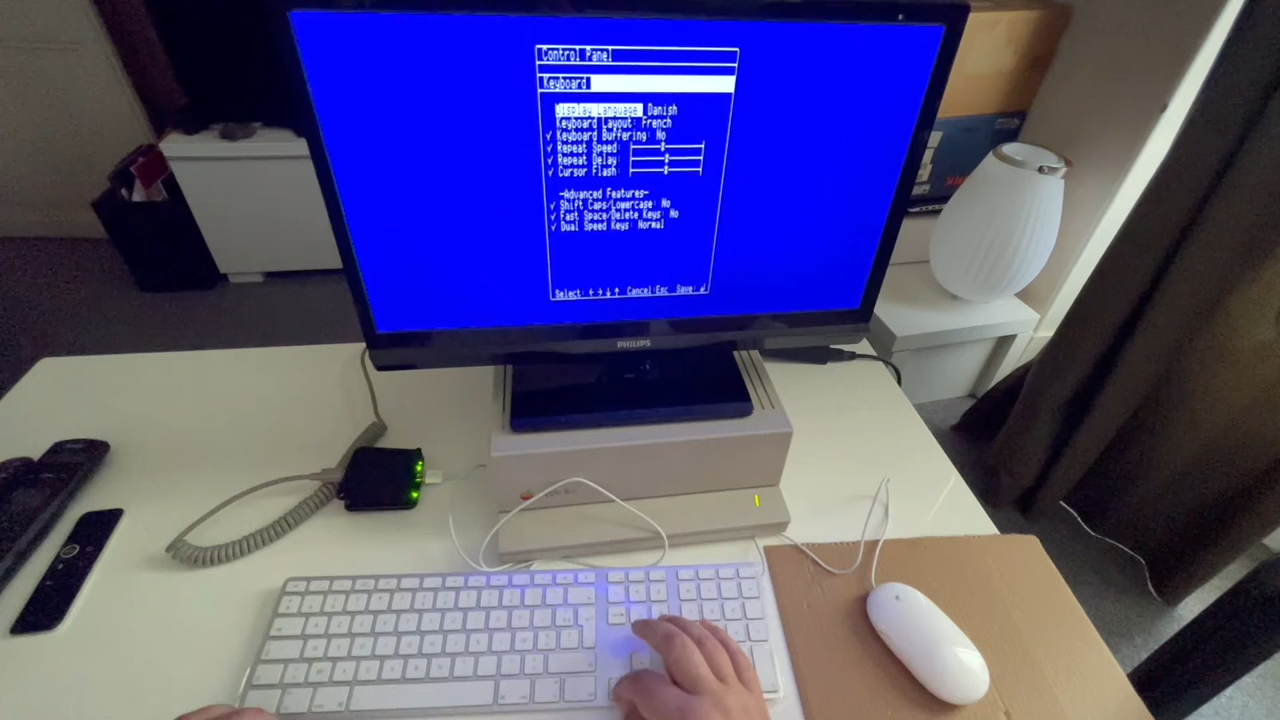 Control Panel
Keyboard
Display Language: Danish
Keyboard Layout: French
✓ Keyboard Buffering: No
✓ Repeat Speed:
✓ Repeat Delay:
✓ Cursor Flash:
-Advanced Features-
✓ Shift Caps/Lowercase: No
✓ Fast Space/Delete Keys: No
✓ Dual Speed Keys: Normal
Select: ← → ↓ ↑ Cancel:Esc Save: ↵
PHILIPS